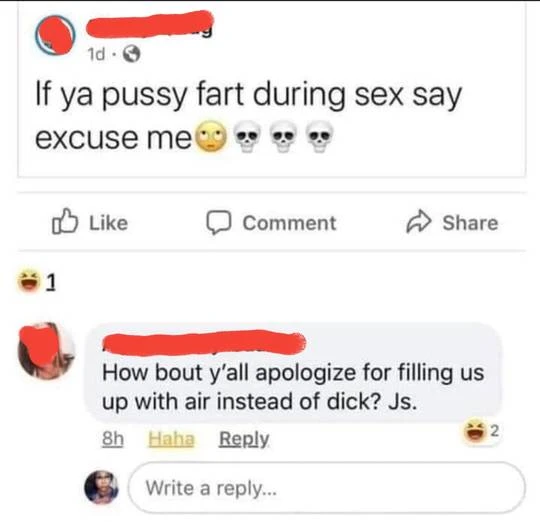 1d ·
If ya pussy fart during sex say
excuse me🙄💀💀💀
Like Comment Share
😆 1
How bout y'all apologize for filling us
up with air instead of dick? Js.
8h Haha Reply 😆 2
Write a reply...